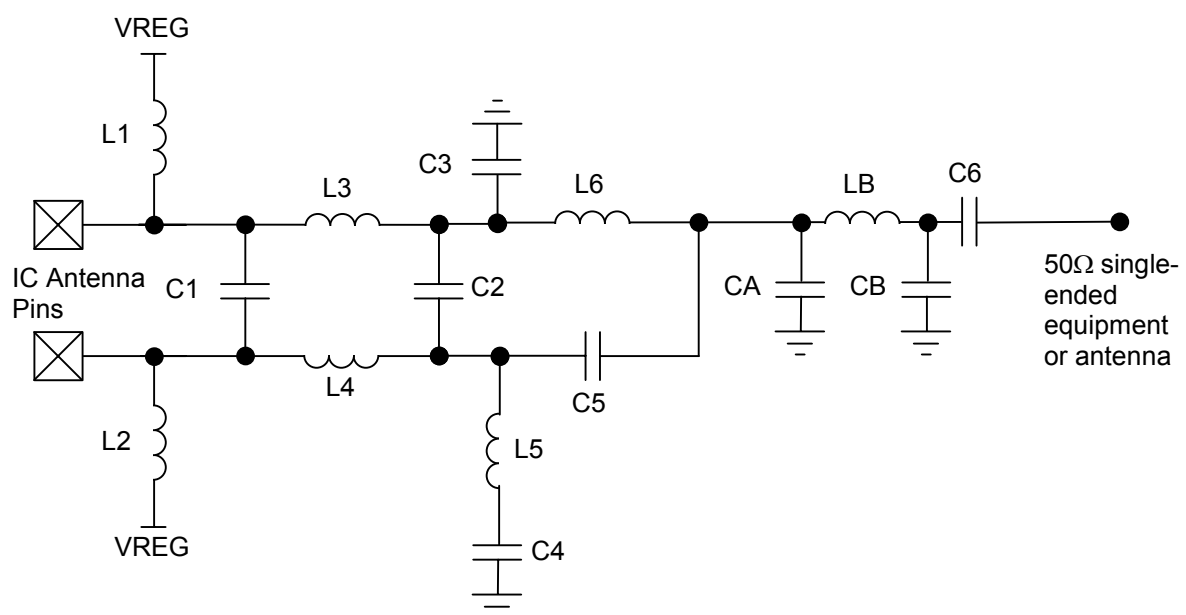 VREG
L1
C3
L3
L6
LB
C6
IC Antenna
Pins
C1
C2
CA
CB
50Ω single-
ended
equipment
or antenna
L4
C5
L2
L5
VREG
C4